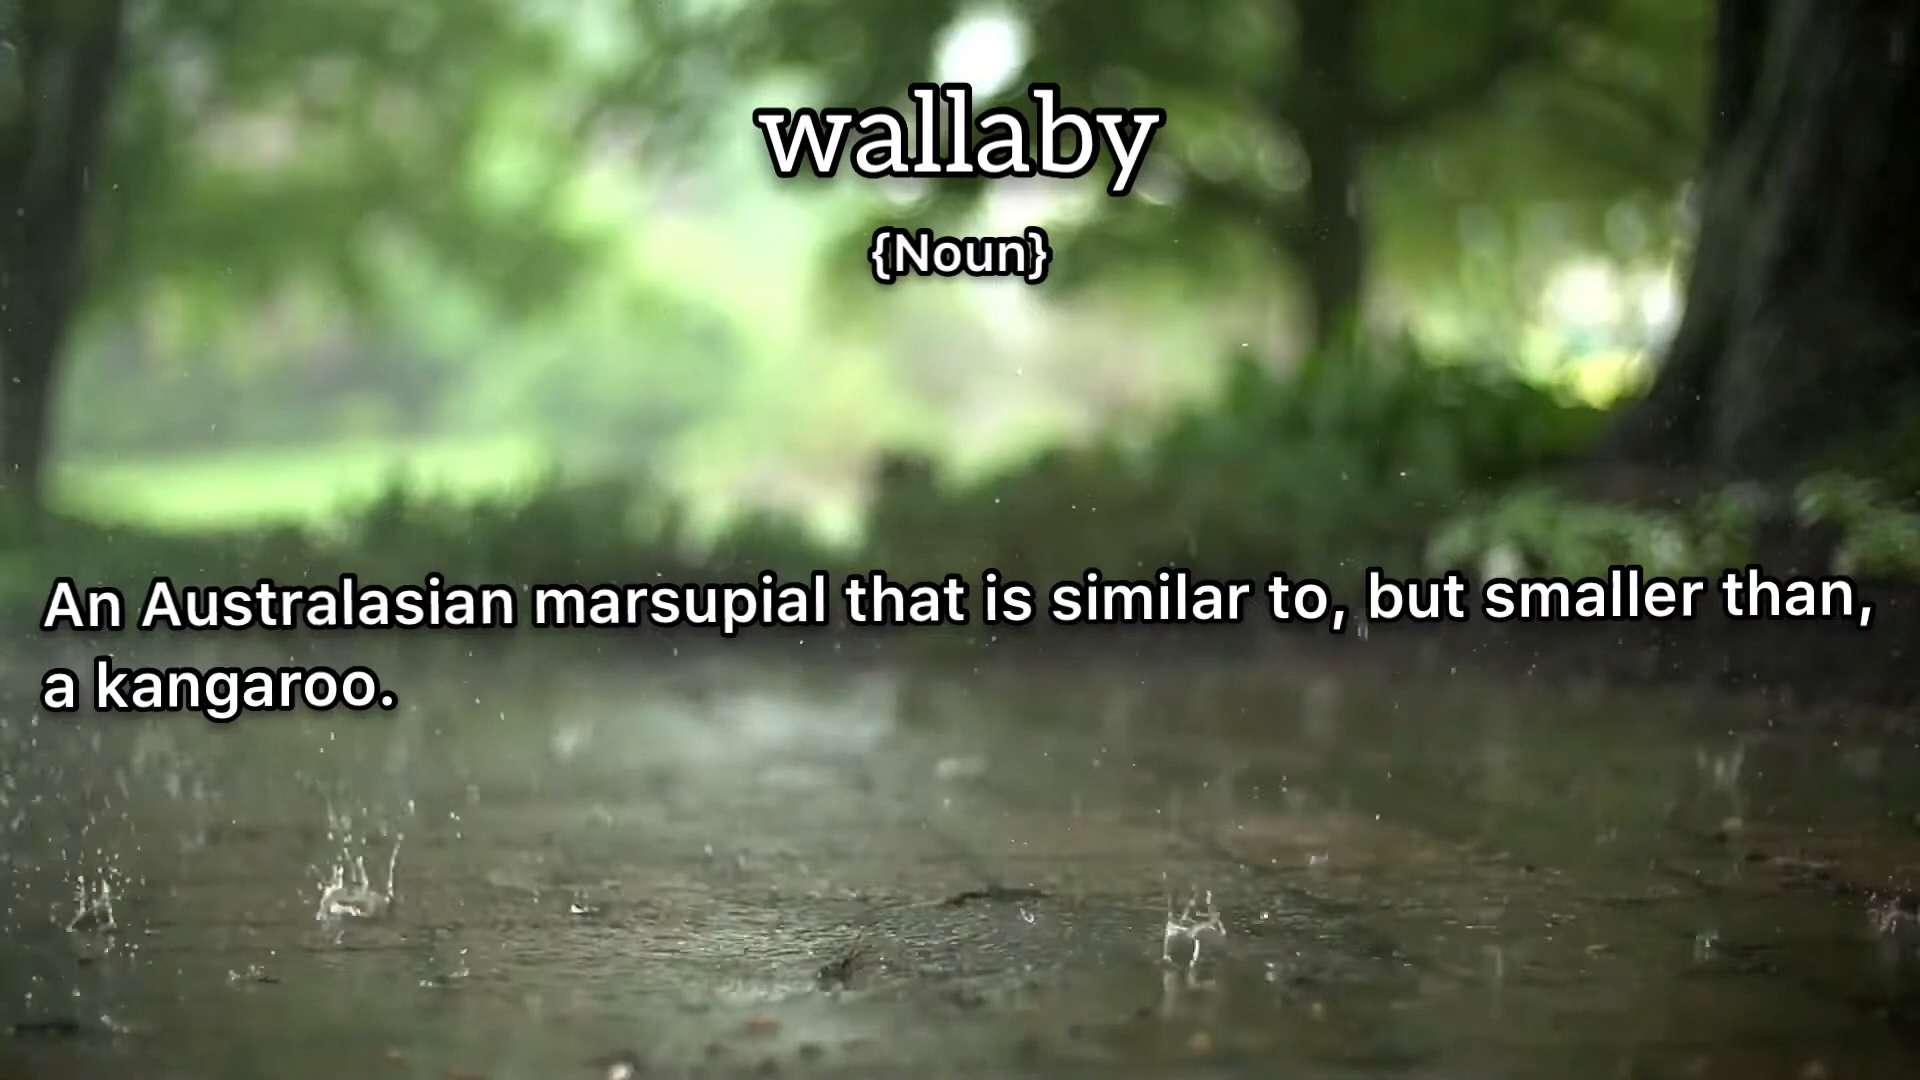 wallaby
{Noun}
An Australasian marsupial that is similar to, but smaller than,
a kangaroo.